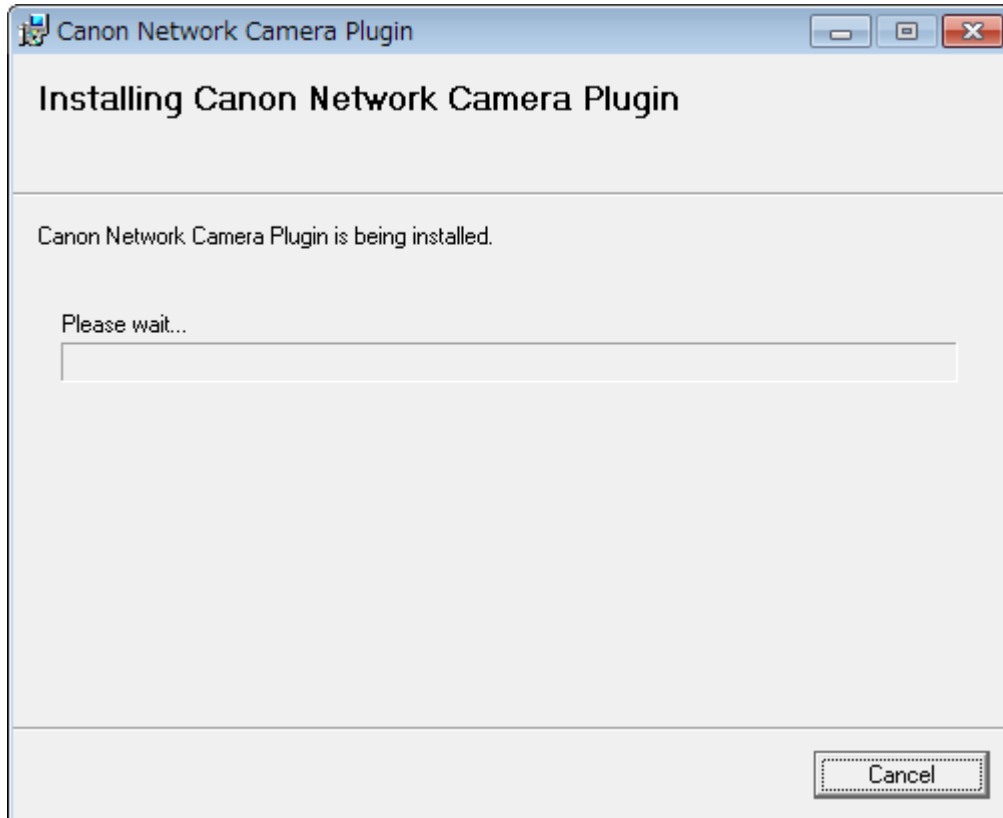 Canon Network Camera Plugin
Installing Canon Network Camera Plugin
Canon Network Camera Plugin is being installed.
Please wait...
Cancel